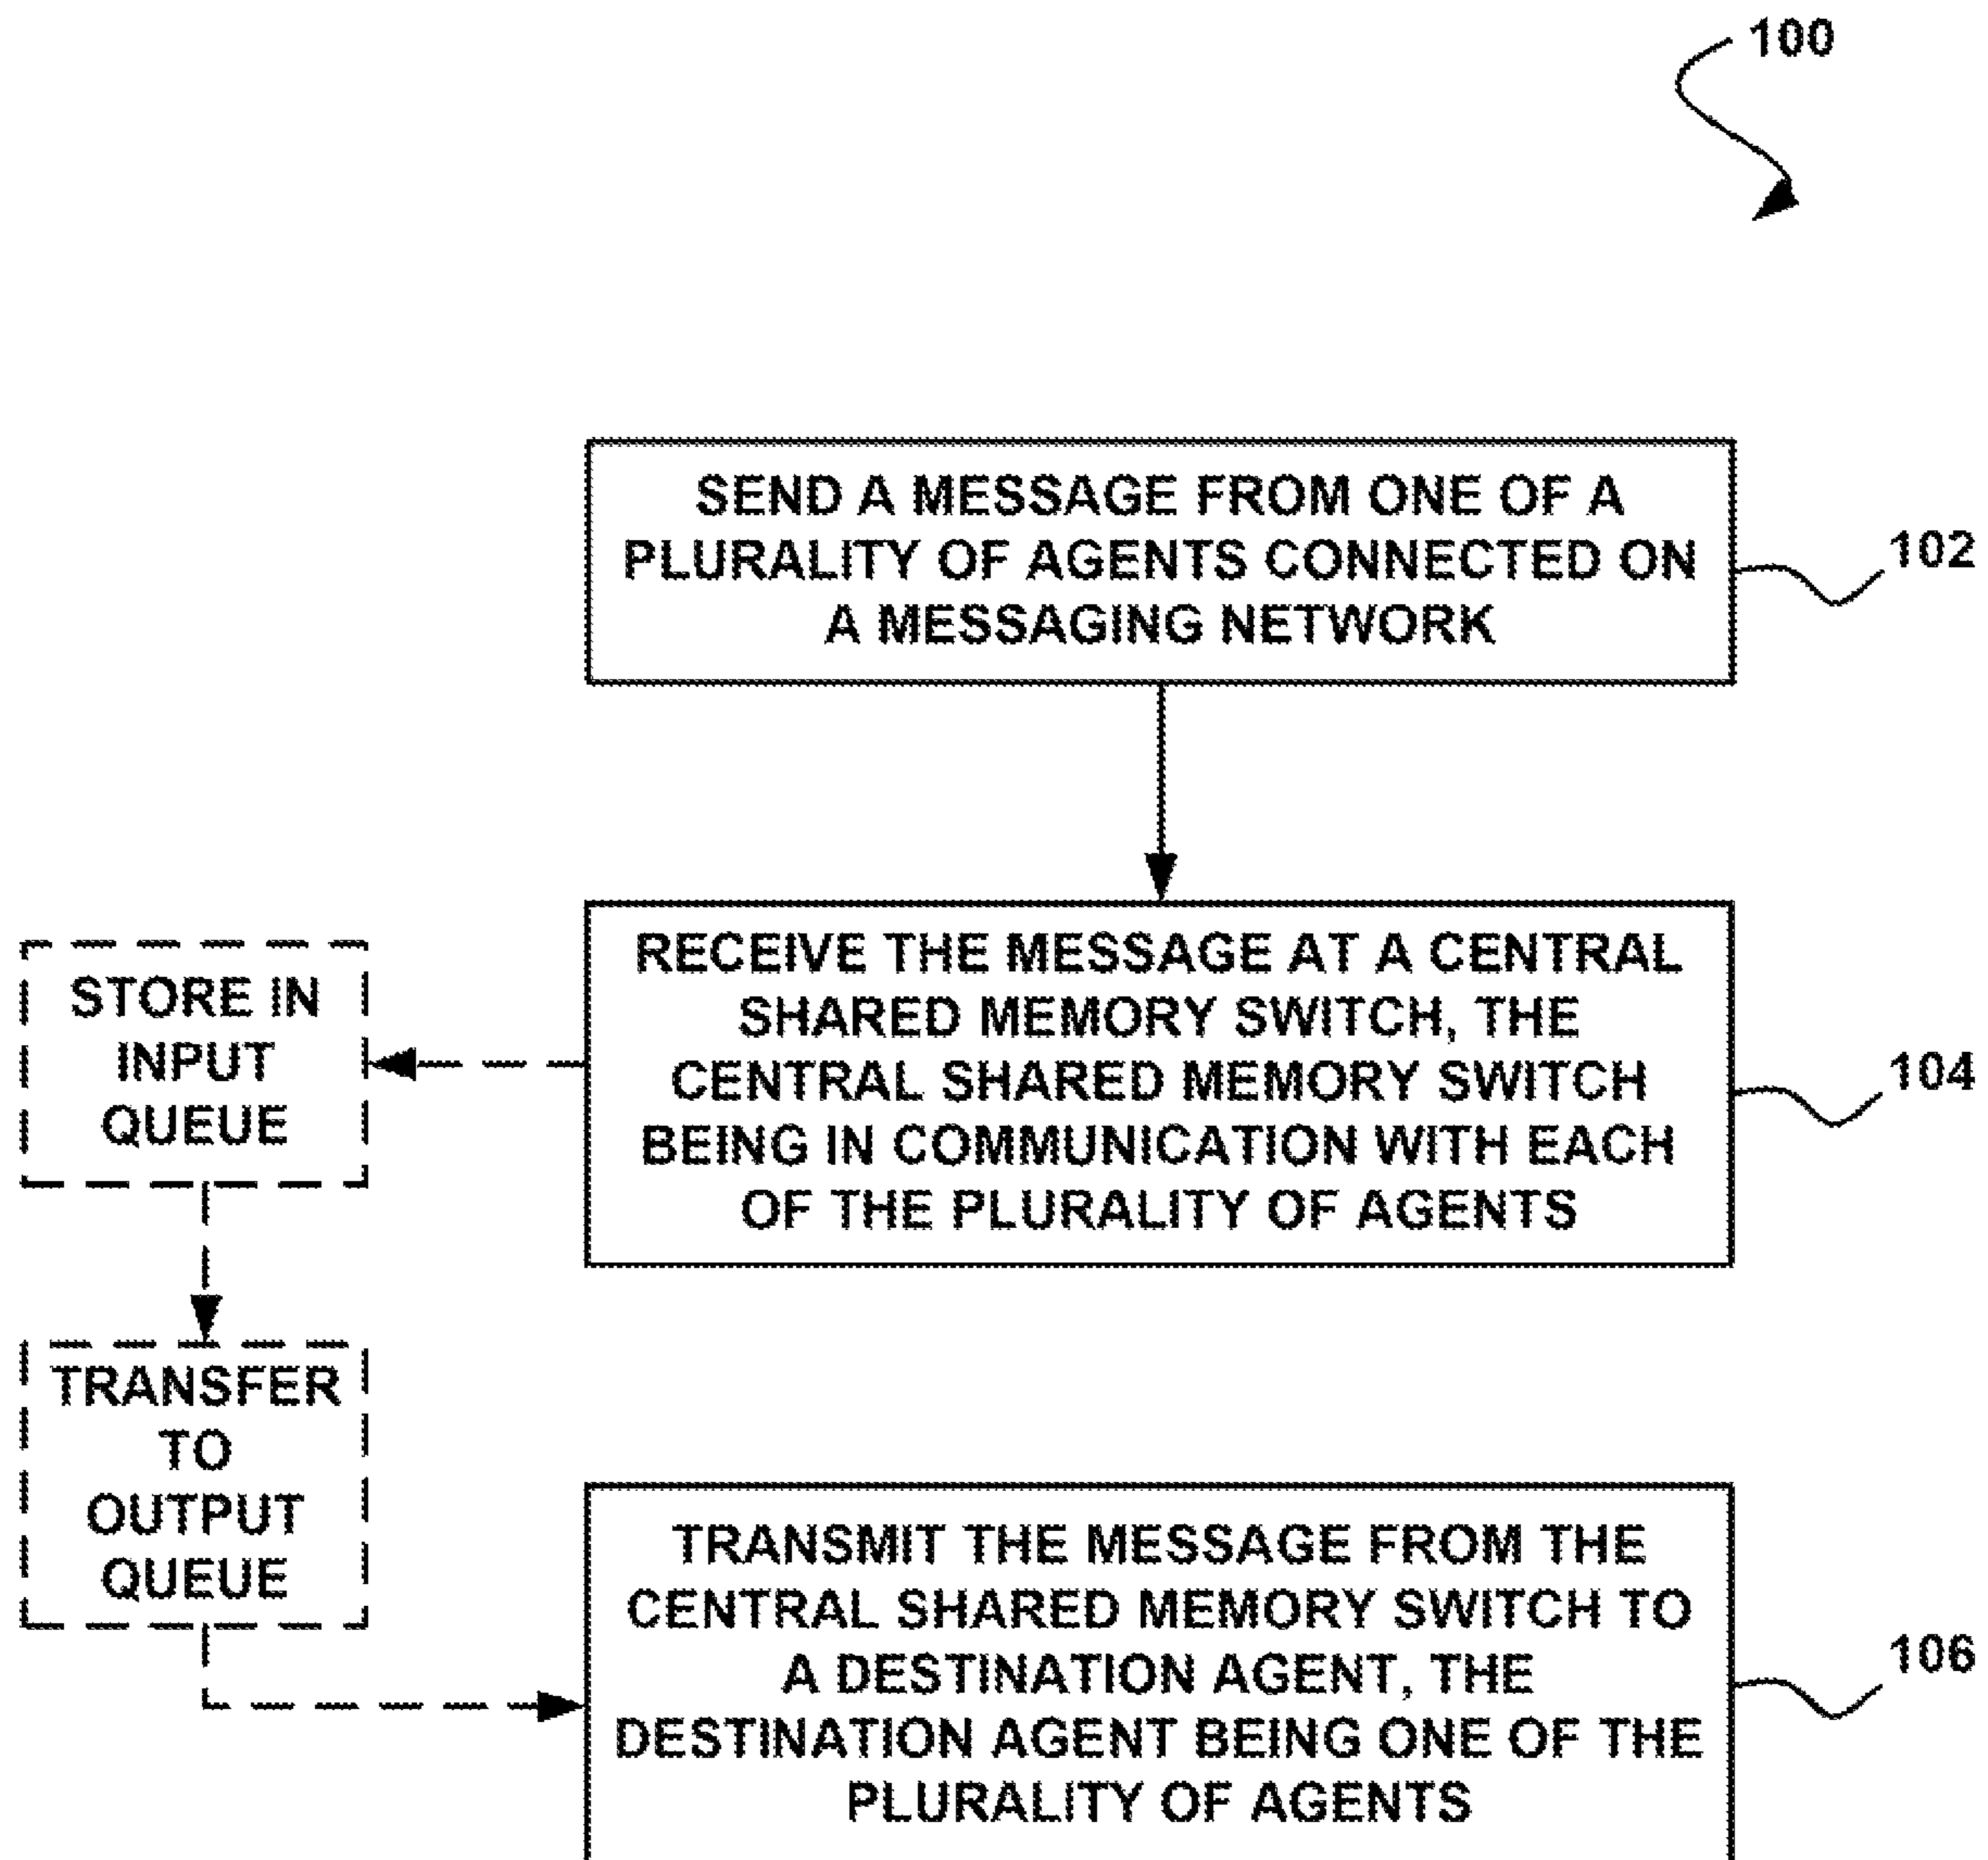 100
SEND A MESSAGE FROM ONE OF A
PLURALITY OF AGENTS CONNECTED ON
A MESSAGING NETWORK
102
RECEIVE THE MESSAGE AT A CENTRAL
SHARED MEMORY SWITCH, THE
CENTRAL SHARED MEMORY SWITCH
BEING IN COMMUNICATION WITH EACH
OF THE PLURALITY OF AGENTS
104
STORE IN
INPUT
QUEUE
TRANSFER
TO
OUTPUT
QUEUE
TRANSMIT THE MESSAGE FROM THE
CENTRAL SHARED MEMORY SWITCH TO
A DESTINATION AGENT, THE
DESTINATION AGENT BEING ONE OF THE
PLURALITY OF AGENTS
106